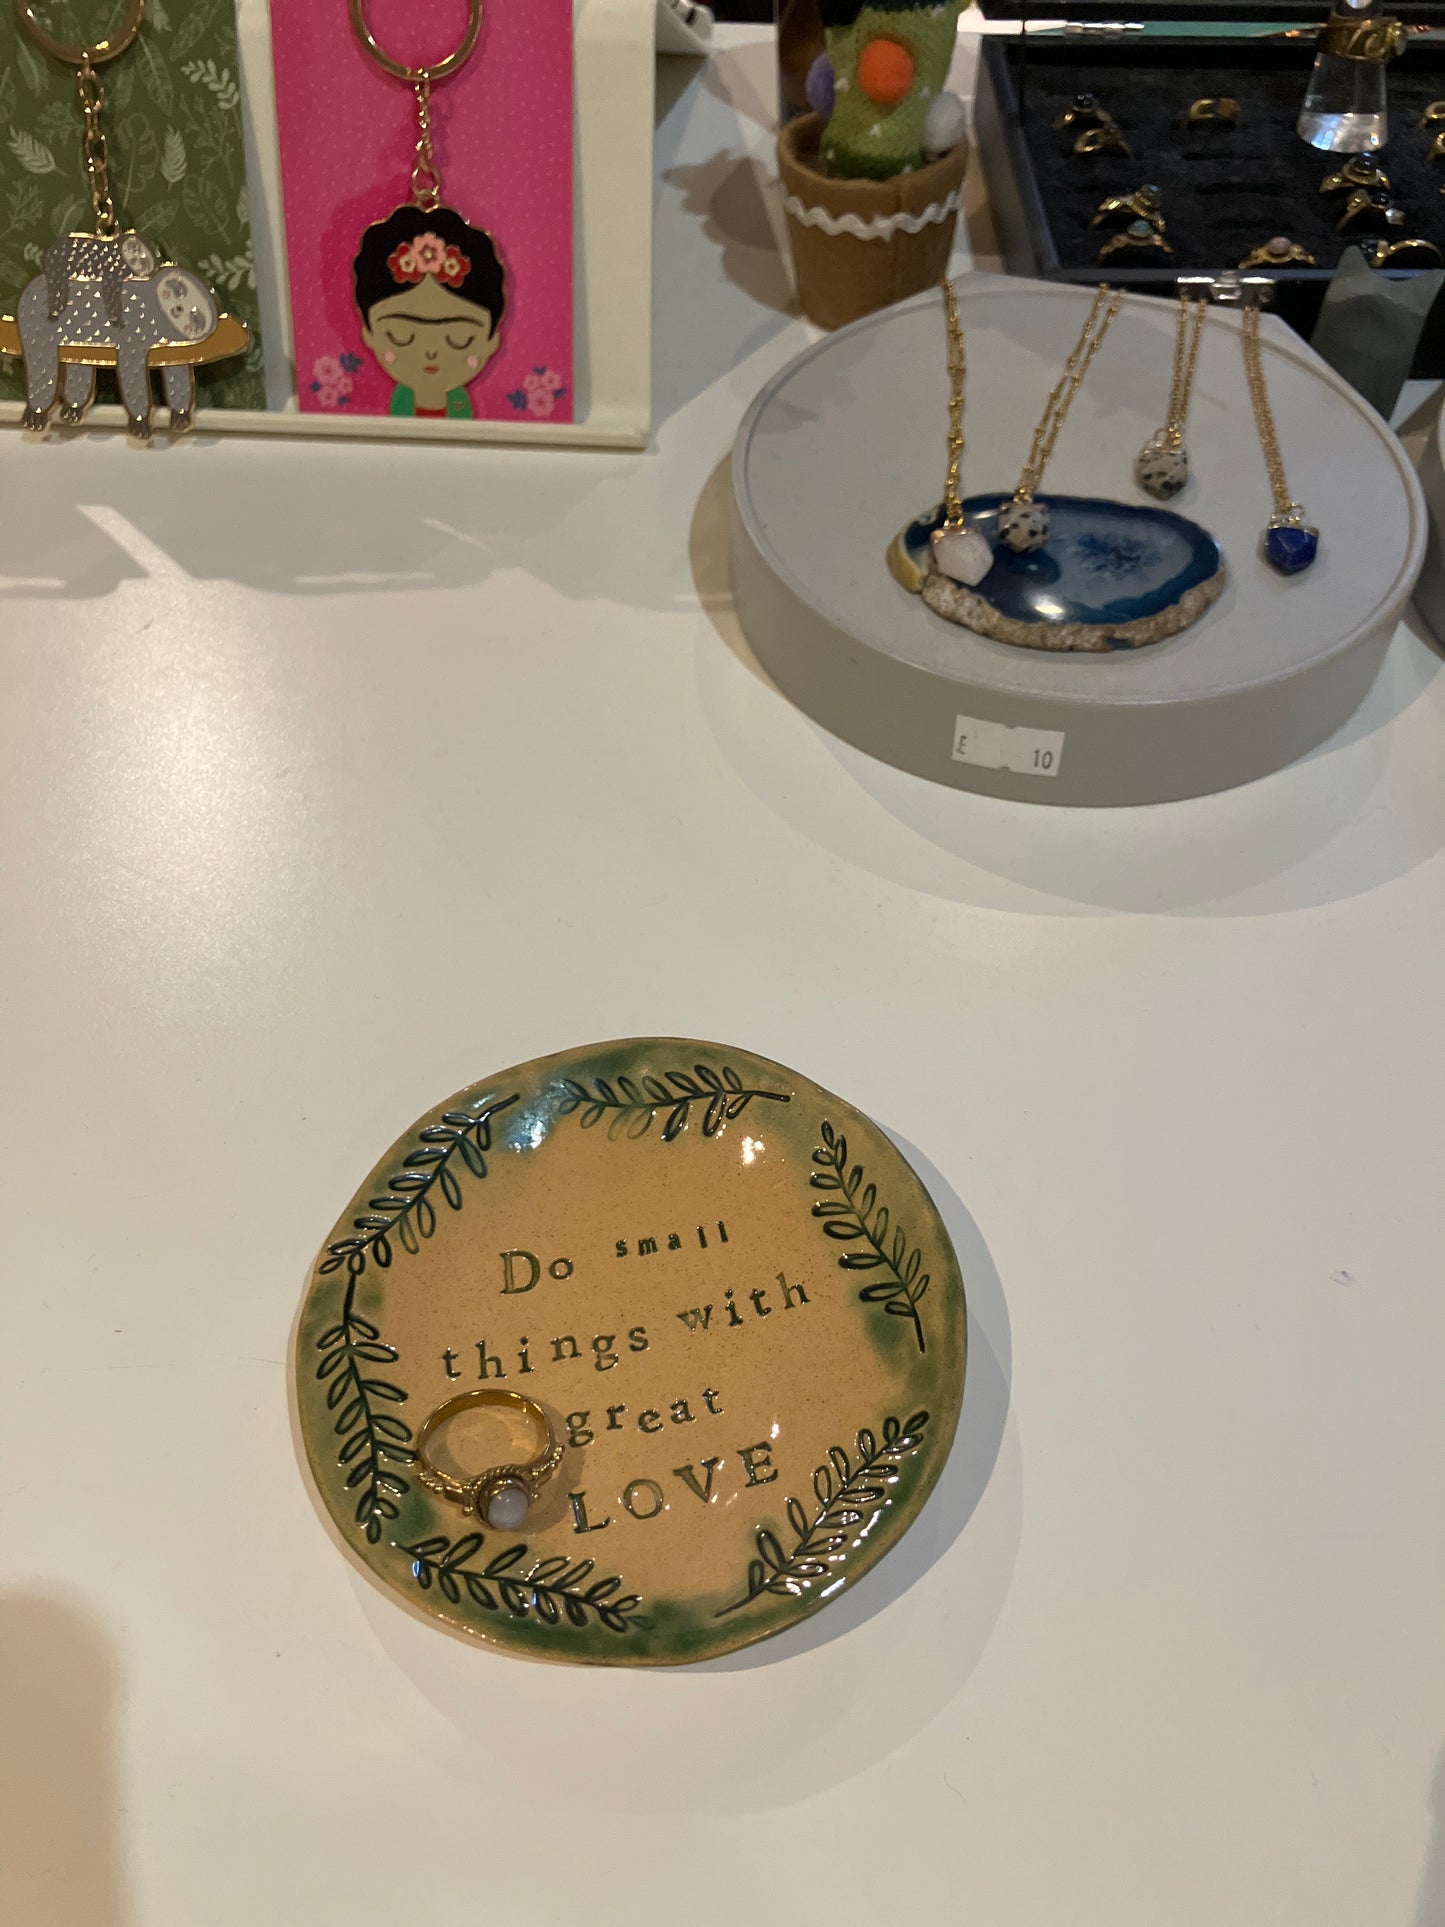 £ 10
Do small
things with
great
LOVE